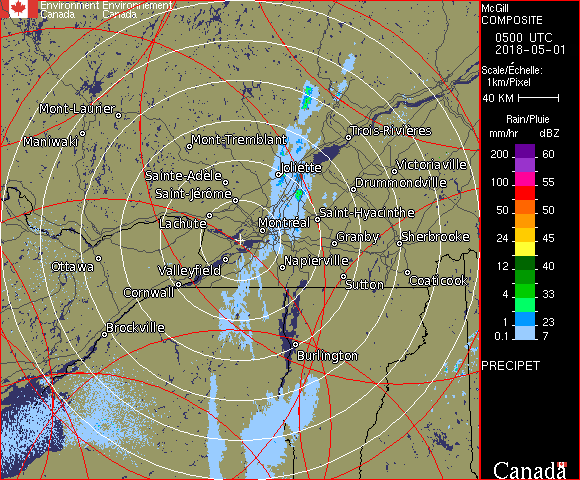 Environment Environnement
Canada Canada
McGill
COMPOSITE
0500 UTC
2018-05-01
Scale/Échelle:
1km/Pixel
40 KM
Rain/Pluie
mm/hr dBZ
200 60
100 55
50 50
24 45
12 40
4 33
1 23
0.1 7
PRECIPET
Canada
Mont-Laurier
Maniwaki
Mont-Tremblant
Trois-Rivières
Joliette
Victoriaville
Sainte-Adèle
Drummondville
Saint-Jérôme
Saint-Hyacinthe
Lachute
Montréal
Granby
Sherbrooke
Ottawa
Valleyfield
Napierville
Coaticook
Cornwall
Sutton
Brockville
Burlington